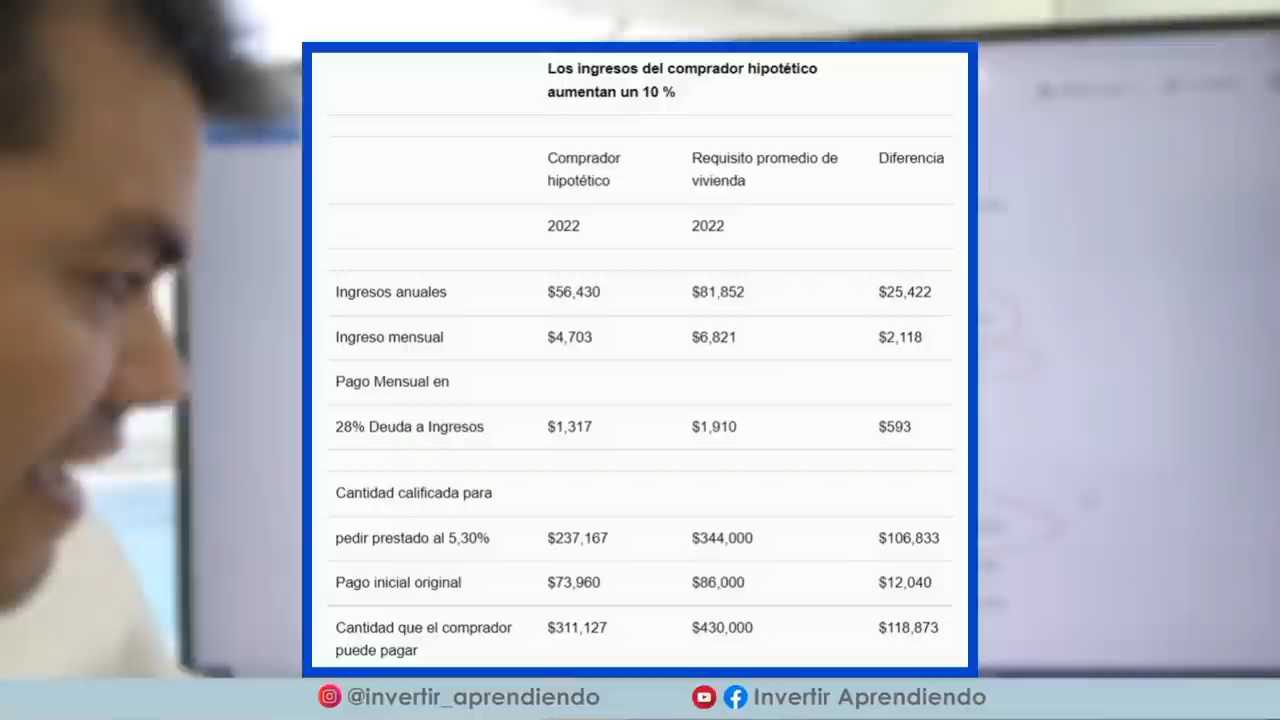 Los ingresos del comprador hipotético
aumentan un 10 %
Comprador Requisito promedio de Diferencia
hipotético vivienda
2022 2022
Ingresos anuales $56,430 $81,852 $25,422
Ingreso mensual $4,703 $6,821 $2,118
Pago Mensual en
28% Deuda a Ingresos $1,317 $1,910 $593
Cantidad calificada para
pedir prestado al 5,30% $237,167 $344,000 $106,833
Pago inicial original $73,960 $86,000 $12,040
Cantidad que el comprador $311,127 $430,000 $118,873
puede pagar
@invertir_aprendiendo Invertir Aprendiendo